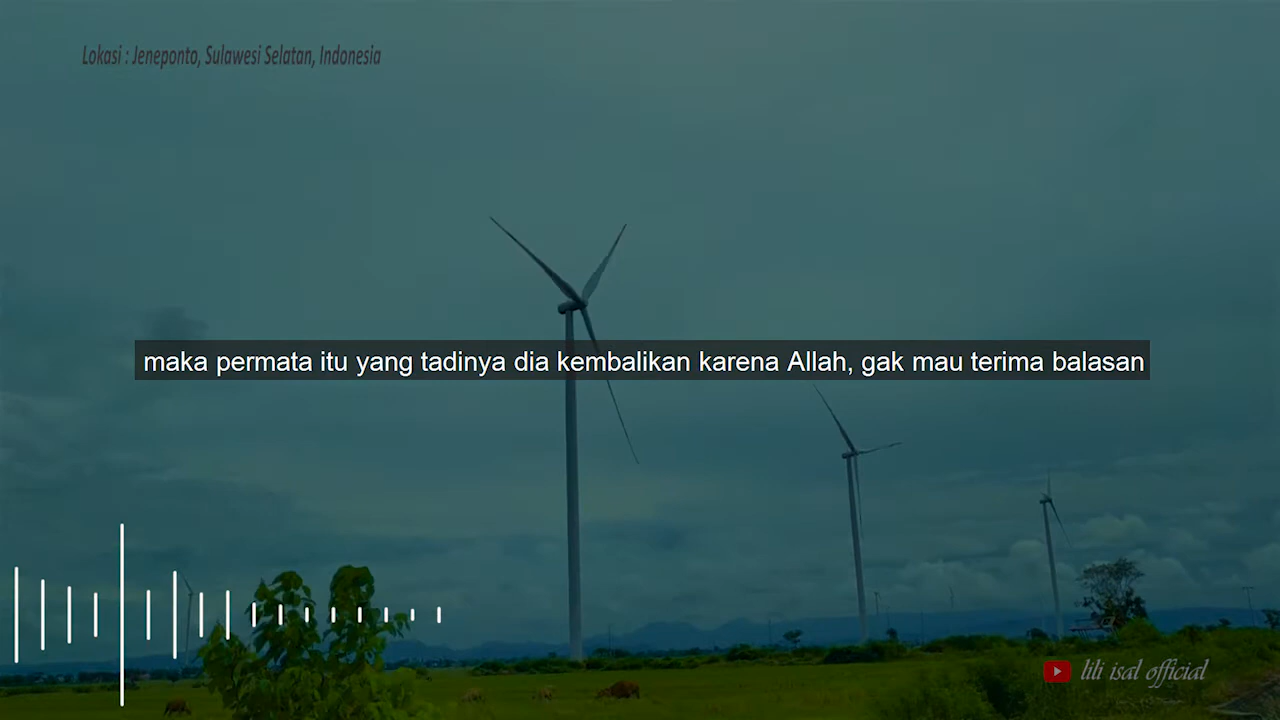 Lokasi : Jeneponto, Sulawesi Selatan, Indonesia
maka permata itu yang tadinya dia kembalikan karena Allah, gak mau terima balasan
lili isal official